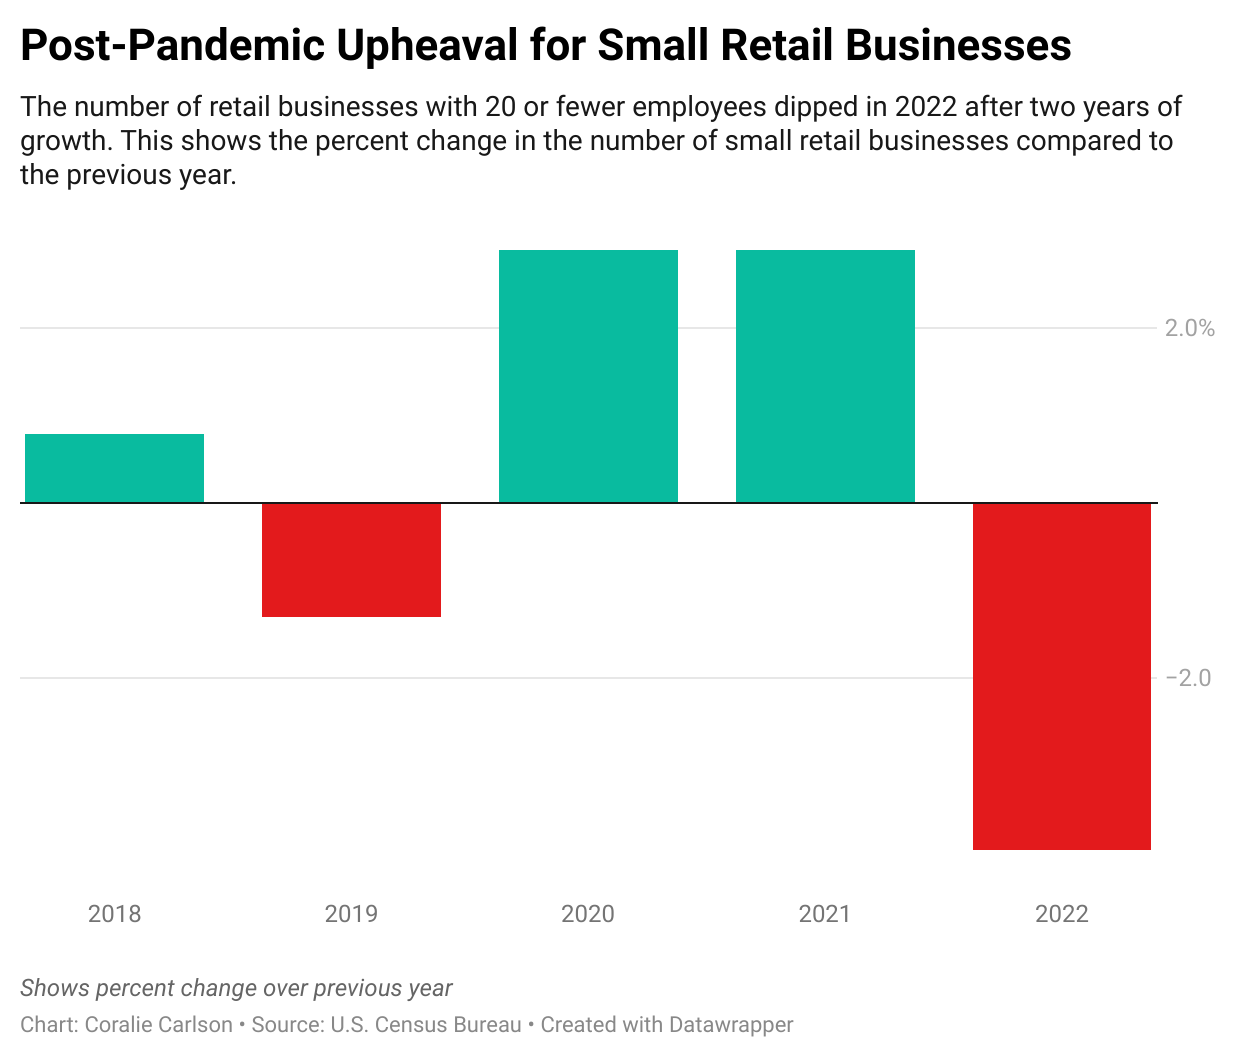 Post-Pandemic Upheaval for Small Retail Businesses
The number of retail businesses with 20 or fewer employees dipped in 2022 after two years of
growth. This shows the percent change in the number of small retail businesses compared to
the previous year.
2.0%
−2.0
2018 2019 2020 2021 2022
Shows percent change over previous year
Chart: Coralie Carlson • Source: U.S. Census Bureau • Created with Datawrapper